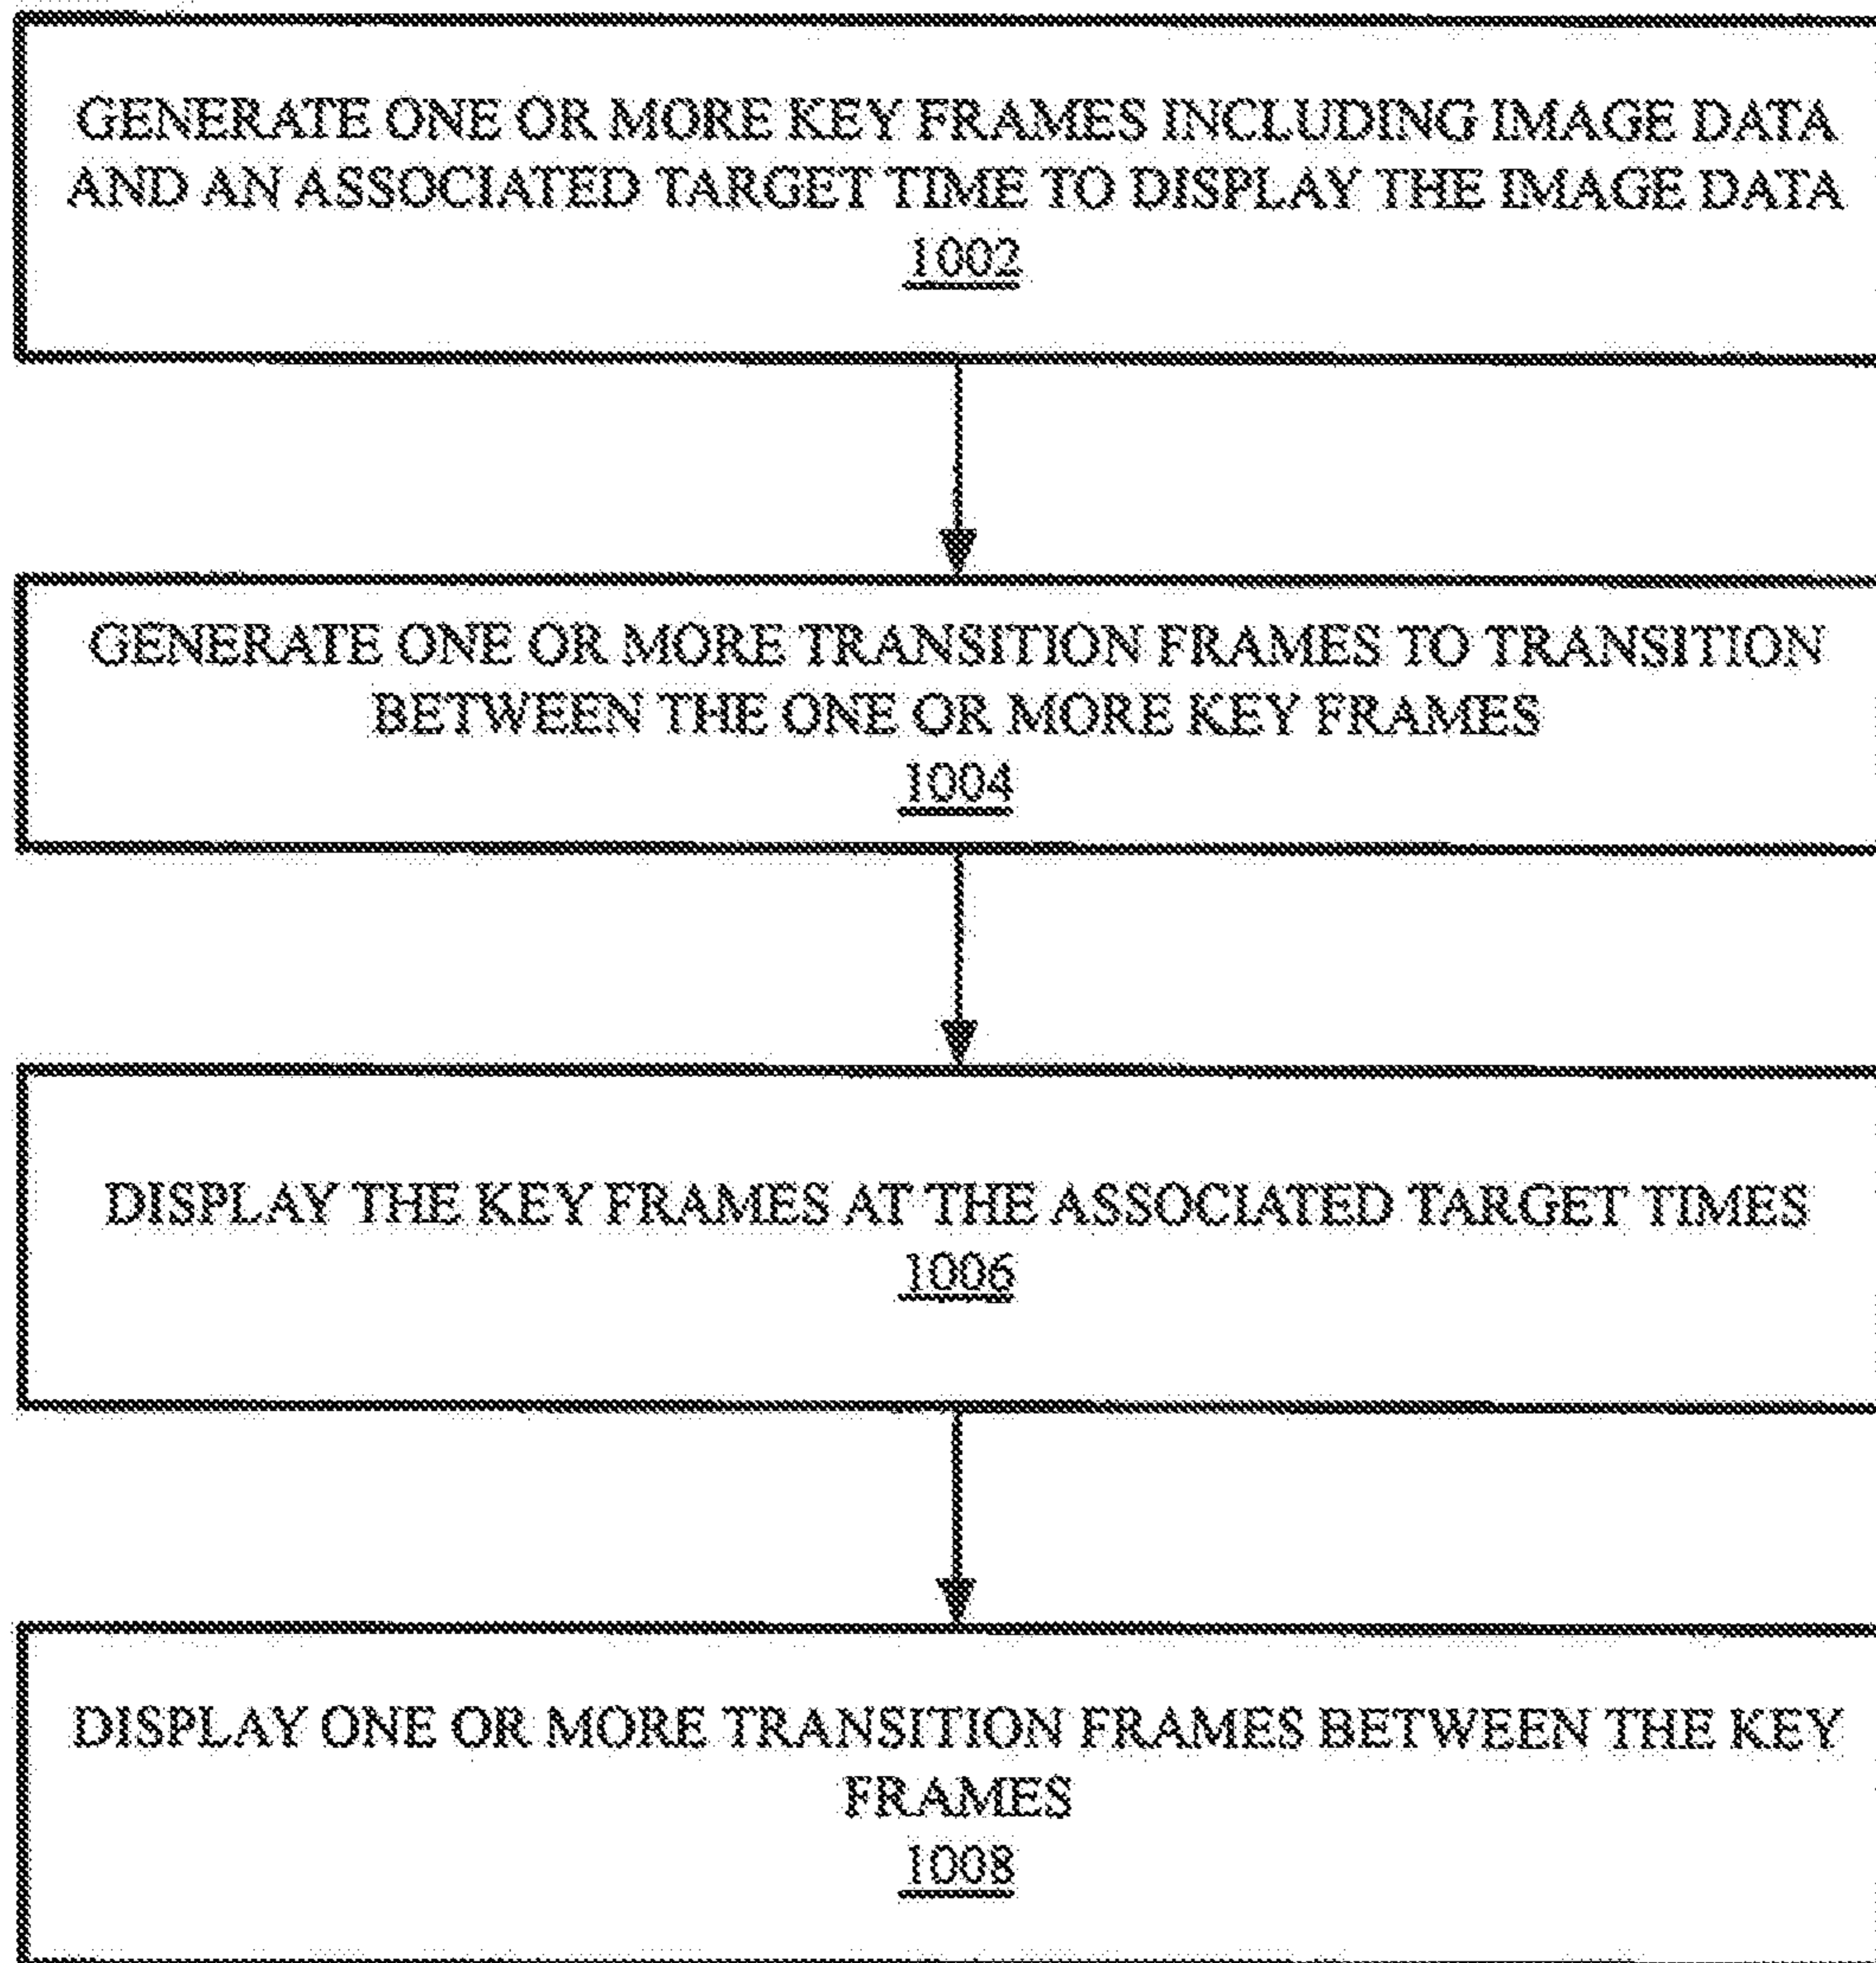 GENERATE ONE OR MORE KEY FRAMES INCLUDING IMAGE DATA
AND AN ASSOCIATED TARGET TIME TO DISPLAY THE IMAGE DATA
1002
GENERATE ONE OR MORE TRANSITION FRAMES TO TRANSITION
BETWEEN THE ONE OR MORE KEY FRAMES
1004
DISPLAY THE KEY FRAMES AT THE ASSOCIATED TARGET TIMES
1006
DISPLAY ONE OR MORE TRANSITION FRAMES BETWEEN THE KEY
FRAMES
1008